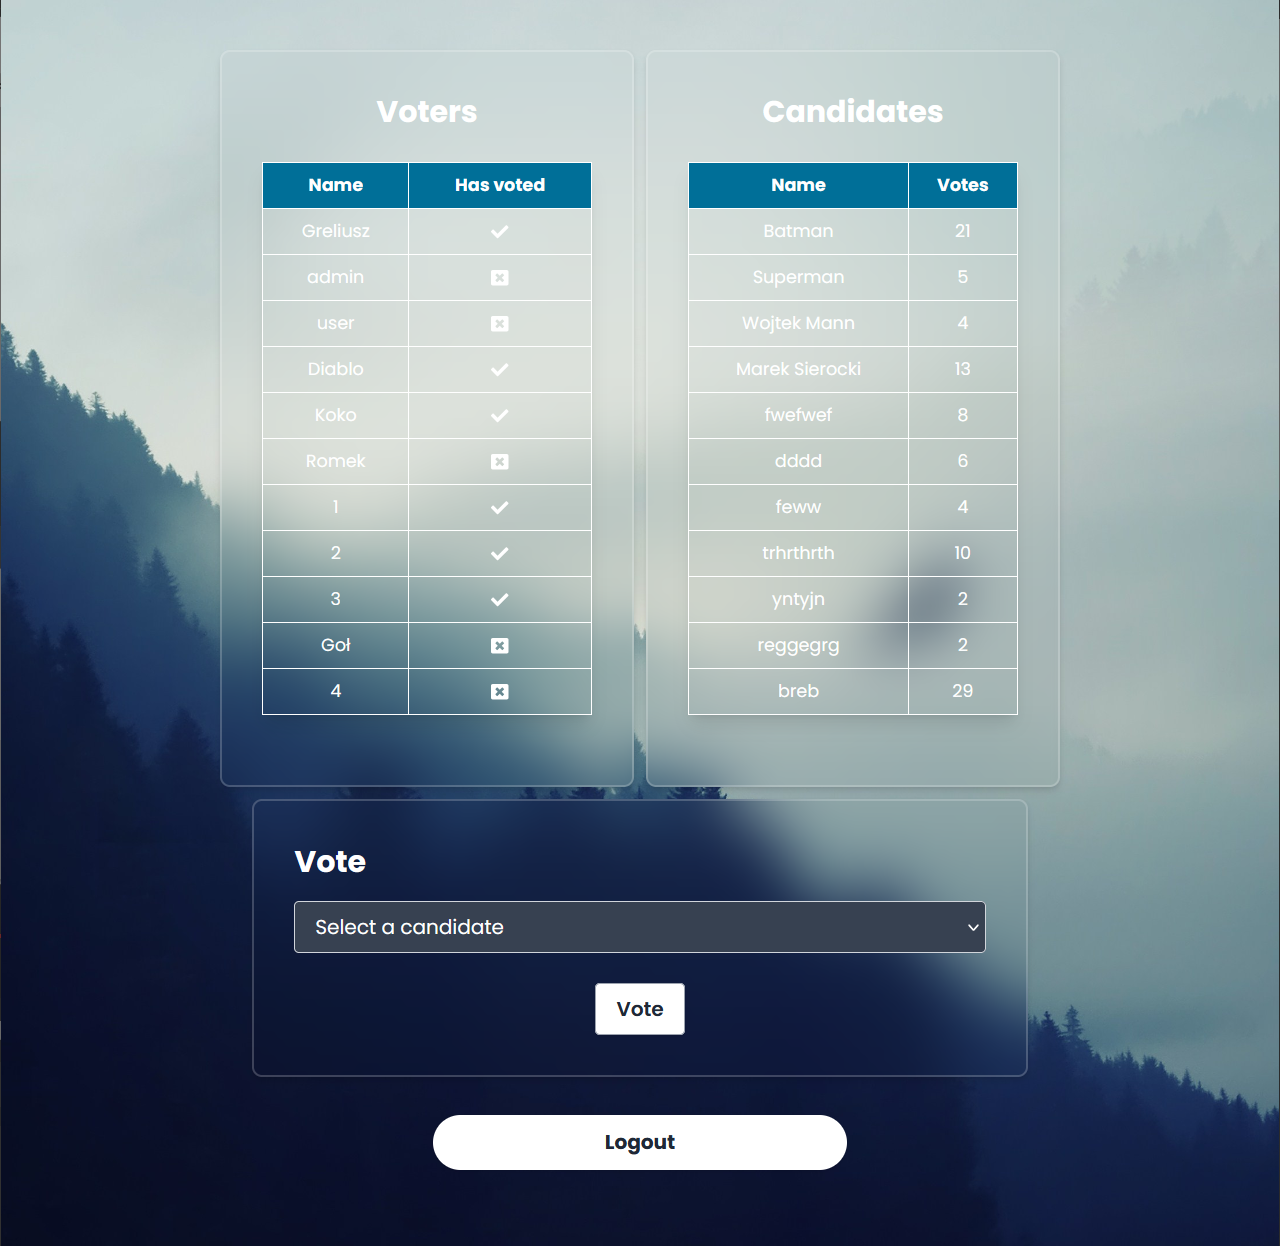 Voters
Name Has voted
Greliusz
admin
user
Diablo
Koko
Romek
1
2
3
Goł
4
Candidates
Name Votes
Batman 21
Superman 5
Wojtek Mann 4
Marek Sierocki 13
fwefwef 8
dddd 6
feww 4
trhrthrth 10
yntyjn 2
reggegrg 2
breb 29
Vote
Select a candidate
Vote
Logout